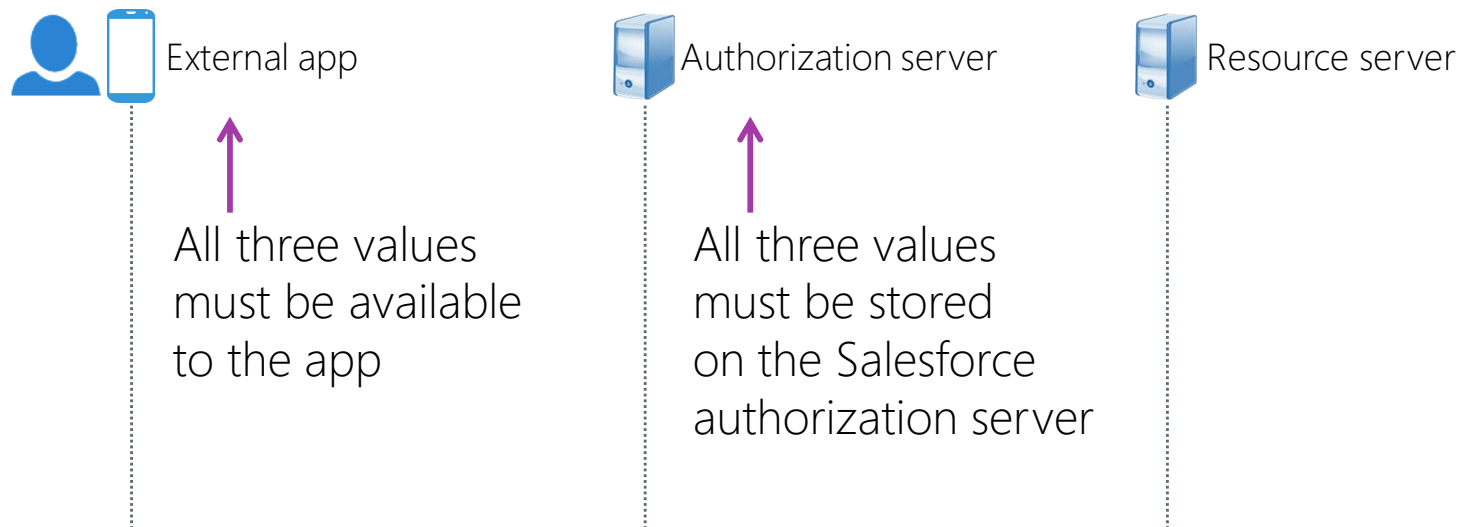 External app
Authorization server
Resource server
All three values
must be available
to the app
All three values
must be stored
on the Salesforce
authorization server